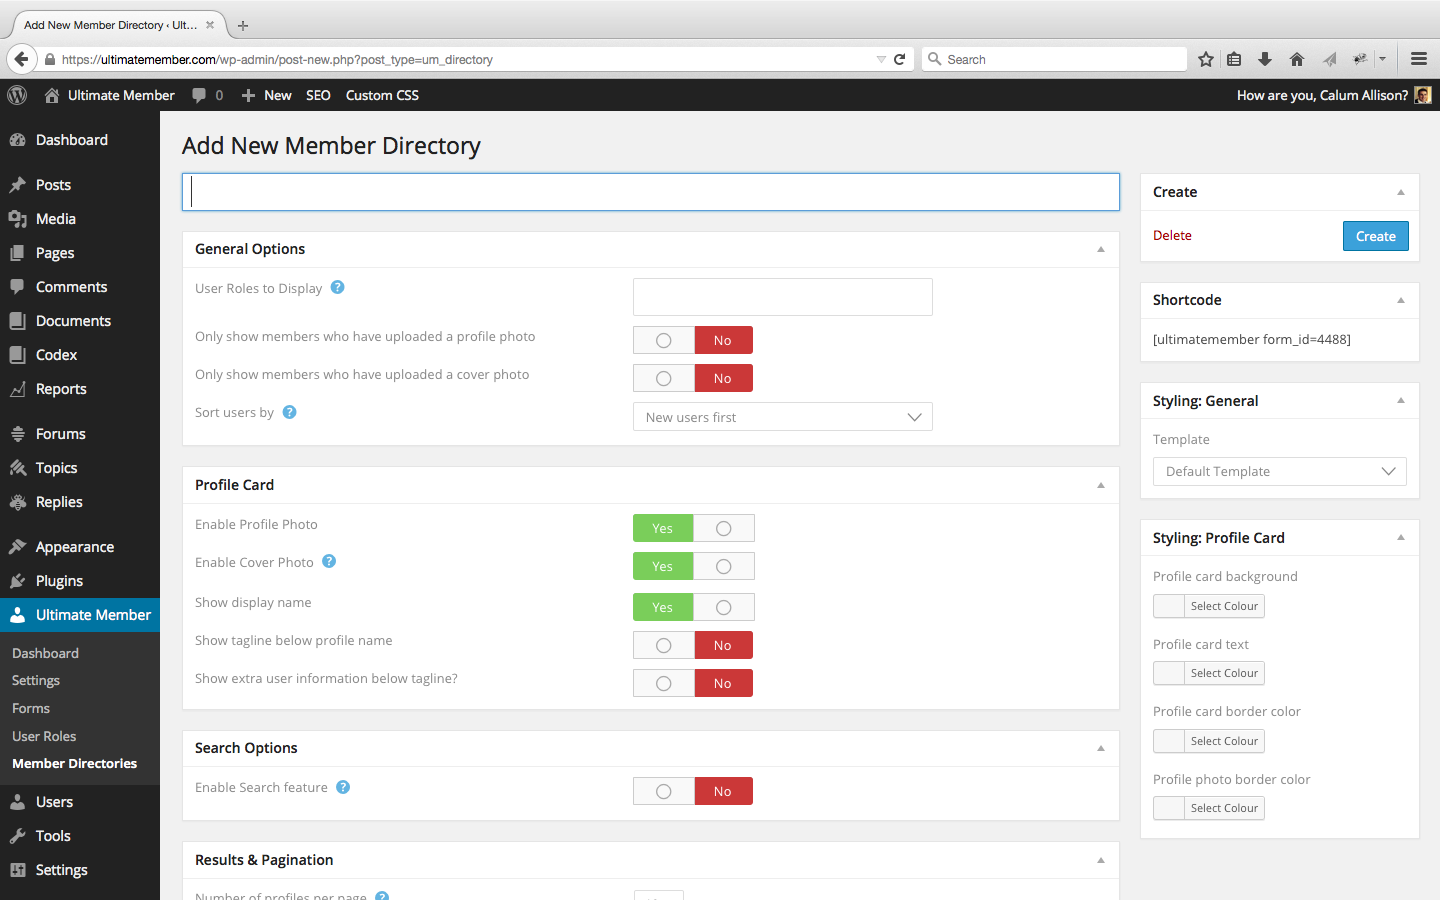 Add New Member Directory ‹ Ult...
https://ultimatemember.com/wp-admin/post-new.php?post_type=um_directory
Search
Ultimate Member
0
New
SEO
Custom CSS
How are you, Calum Allison?
Dashboard
Posts
Media
Pages
Comments
Documents
Codex
Reports
Forums
Topics
Replies
Appearance
Plugins
Ultimate Member
Dashboard
Settings
Forms
User Roles
Member Directories
Users
Tools
Settings
Add New Member Directory
General Options
User Roles to Display ?
Only show members who have uploaded a profile photo
No
Only show members who have uploaded a cover photo
No
Sort users by ?
New users first
Profile Card
Enable Profile Photo
Yes
Enable Cover Photo ?
Yes
Show display name
Yes
Show tagline below profile name
No
Show extra user information below tagline?
No
Search Options
Enable Search feature ?
No
Results & Pagination
Number of profiles per page ?
Create
Delete
Create
Shortcode
[ultimatemember form_id=4488]
Styling: General
Template
Default Template
Styling: Profile Card
Profile card background
Select Colour
Profile card text
Select Colour
Profile card border color
Select Colour
Profile photo border color
Select Colour